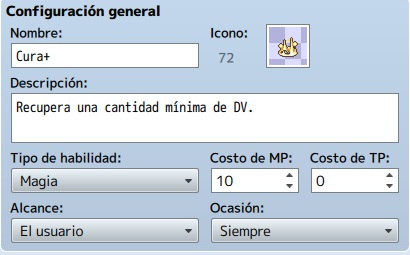 Configuración general
Nombre: Icono:
Cura+ 72
Descripción:
Recupera una cantidad mínima de DV.
Tipo de habilidad: Costo de MP: Costo de TP:
Magia 10 0
Alcance: Ocasión:
El usuario Siempre